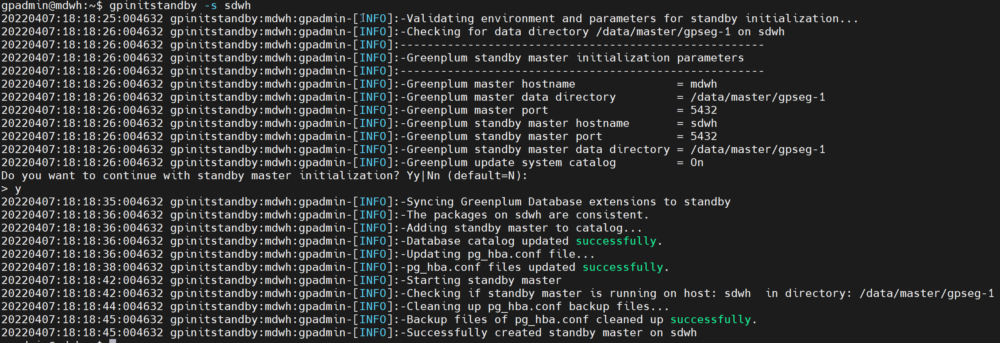 gpadmin@mdwh:~$ gpinitstandby -s sdwh
20220407:18:18:25:004632 gpinitstandby:mdwh:gpadmin-[INFO]:-Validating environment and parameters for standby initialization...
20220407:18:18:26:004632 gpinitstandby:mdwh:gpadmin-[INFO]:-Checking for data directory /data/master/gpseg-1 on sdwh
20220407:18:18:26:004632 gpinitstandby:mdwh:gpadmin-[INFO]:------------------------------------------------------
20220407:18:18:26:004632 gpinitstandby:mdwh:gpadmin-[INFO]:-Greenplum standby master initialization parameters
20220407:18:18:26:004632 gpinitstandby:mdwh:gpadmin-[INFO]:------------------------------------------------------
20220407:18:18:26:004632 gpinitstandby:mdwh:gpadmin-[INFO]:-Greenplum master hostname               = mdwh
20220407:18:18:26:004632 gpinitstandby:mdwh:gpadmin-[INFO]:-Greenplum master data directory         = /data/master/gpseg-1
20220407:18:18:26:004632 gpinitstandby:mdwh:gpadmin-[INFO]:-Greenplum master port                   = 5432
20220407:18:18:26:004632 gpinitstandby:mdwh:gpadmin-[INFO]:-Greenplum standby master hostname       = sdwh
20220407:18:18:26:004632 gpinitstandby:mdwh:gpadmin-[INFO]:-Greenplum standby master port           = 5432
20220407:18:18:26:004632 gpinitstandby:mdwh:gpadmin-[INFO]:-Greenplum standby master data directory = /data/master/gpseg-1
20220407:18:18:26:004632 gpinitstandby:mdwh:gpadmin-[INFO]:-Greenplum update system catalog         = On
Do you want to continue with standby master initialization? Yy|Nn (default=N):
> y
20220407:18:18:35:004632 gpinitstandby:mdwh:gpadmin-[INFO]:-Syncing Greenplum Database extensions to standby
20220407:18:18:36:004632 gpinitstandby:mdwh:gpadmin-[INFO]:-The packages on sdwh are consistent.
20220407:18:18:36:004632 gpinitstandby:mdwh:gpadmin-[INFO]:-Adding standby master to catalog...
20220407:18:18:36:004632 gpinitstandby:mdwh:gpadmin-[INFO]:-Database catalog updated successfully.
20220407:18:18:36:004632 gpinitstandby:mdwh:gpadmin-[INFO]:-Updating pg_hba.conf file...
20220407:18:18:38:004632 gpinitstandby:mdwh:gpadmin-[INFO]:-pg_hba.conf files updated successfully.
20220407:18:18:42:004632 gpinitstandby:mdwh:gpadmin-[INFO]:-Starting standby master
20220407:18:18:42:004632 gpinitstandby:mdwh:gpadmin-[INFO]:-Checking if standby master is running on host: sdwh  in directory: /data/master/gpseg-1
20220407:18:18:44:004632 gpinitstandby:mdwh:gpadmin-[INFO]:-Cleaning up pg_hba.conf backup files...
20220407:18:18:45:004632 gpinitstandby:mdwh:gpadmin-[INFO]:-Backup files of pg_hba.conf cleaned up successfully.
20220407:18:18:45:004632 gpinitstandby:mdwh:gpadmin-[INFO]:-Successfully created standby master on sdwh